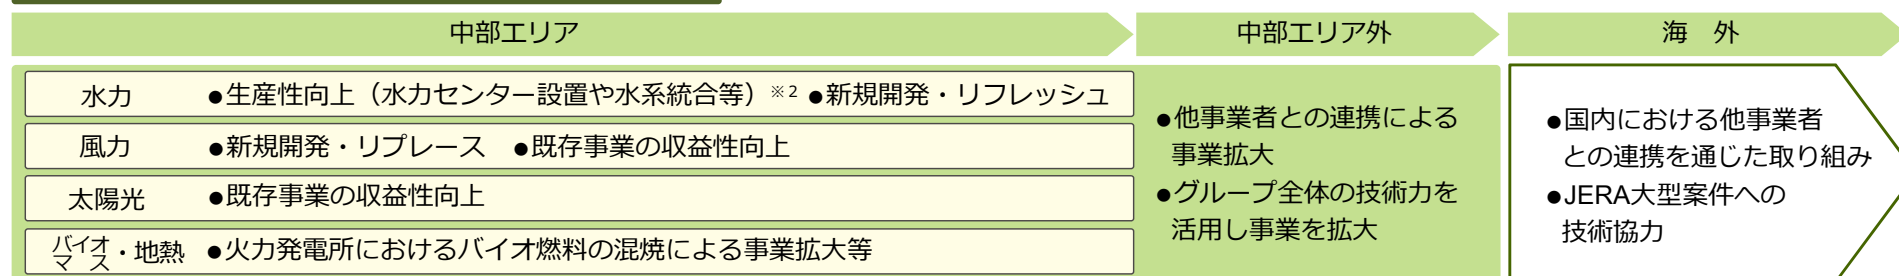 中部エリア
中部エリア外
海 外
水力 ●生産性向上（水力センター設置や水系統合等）※2 ●新規開発・リフレッシュ
風力 ●新規開発・リプレース ●既存事業の収益性向上
太陽光 ●既存事業の収益性向上
バイオマス・地熱 ●火力発電所におけるバイオ燃料の混焼による事業拡大等
●他事業者との連携による
事業拡大
●グループ全体の技術力を
活用し事業を拡大
●国内における他事業者
との連携を通じた取り組み
●JERA大型案件への
技術協力